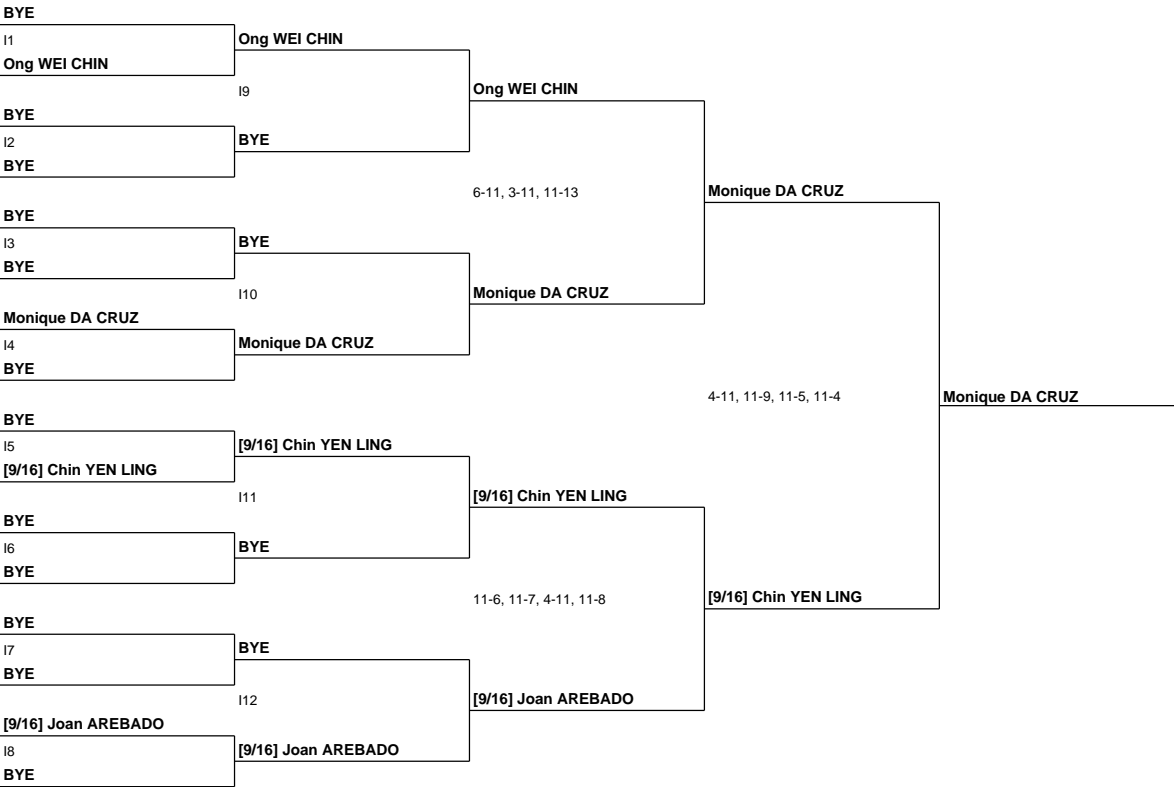 BYE
I1
Ong WEI CHIN
BYE
I2
BYE
BYE
I3
BYE
Monique DA CRUZ
I4
BYE
BYE
I5
[9/16] Chin YEN LING
BYE
I6
BYE
BYE
I7
BYE
[9/16] Joan AREBADO
I8
BYE
Ong WEI CHIN
I9
BYE
BYE
I10
Monique DA CRUZ
[9/16] Chin YEN LING
I11
BYE
BYE
I12
[9/16] Joan AREBADO
Ong WEI CHIN
6-11, 3-11, 11-13
Monique DA CRUZ
[9/16] Chin YEN LING
11-6, 11-7, 4-11, 11-8
[9/16] Joan AREBADO
Monique DA CRUZ
4-11, 11-9, 11-5, 11-4
[9/16] Chin YEN LING
Monique DA CRUZ